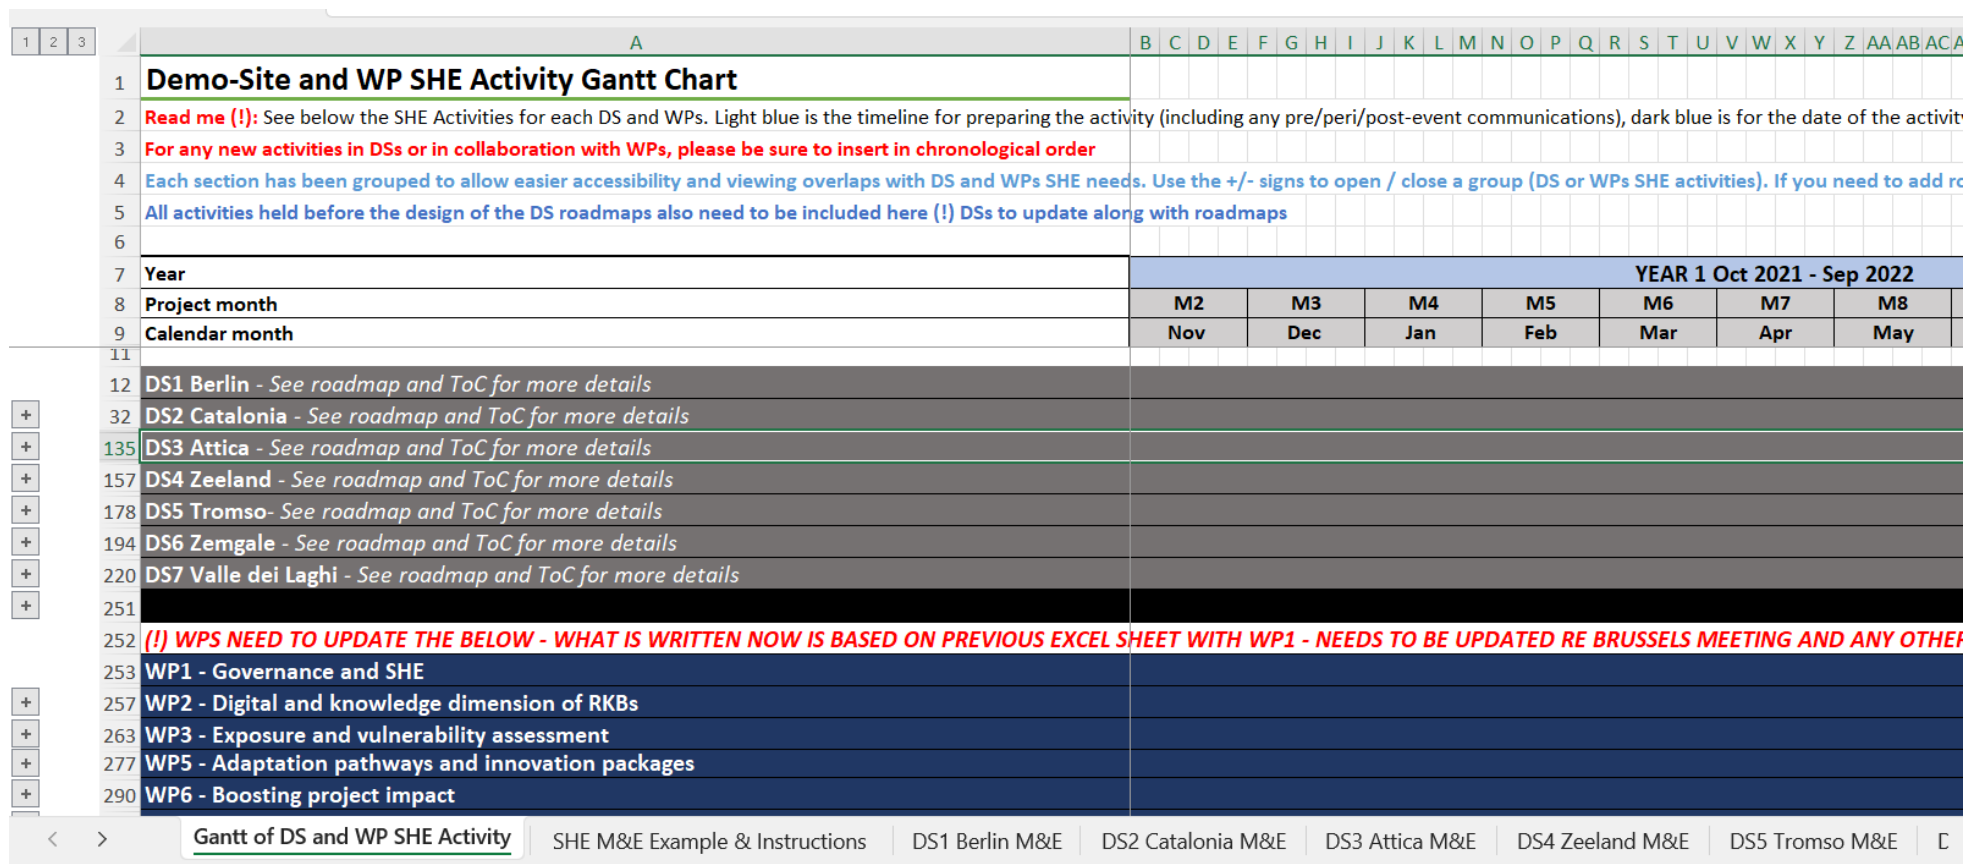 1 2 3
A B C D E F G H I J K L M N O P Q R S T U V W X Y Z AA AB AC
1 Demo-Site and WP SHE Activity Gantt Chart
2 Read me (!): See below the SHE Activities for each DS and WPs. Light blue is the timeline for preparing the activity (including any pre/peri/post-event communications), dark blue is for the date of the activity
3 For any new activities in DSs or in collaboration with WPs, please be sure to insert in chronological order
4 Each section has been grouped to allow easier accessibility and viewing overlaps with DS and WPs SHE needs. Use the +/- signs to open / close a group (DS or WPs SHE activities). If you need to add
5 All activities held before the design of the DS roadmaps also need to be included here (!) DSs to update along with roadmaps
6
7 Year YEAR 1 Oct 2021 - Sep 2022
8 Project month M2 M3 M4 M5 M6 M7 M8
9 Calendar month Nov Dec Jan Feb Mar Apr May
11
12 DS1 Berlin - See roadmap and ToC for more details
+ 32 DS2 Catalonia - See roadmap and ToC for more details
+ 135 DS3 Attica - See roadmap and ToC for more details
+ 157 DS4 Zeeland - See roadmap and ToC for more details
+ 178 DS5 Tromso- See roadmap and ToC for more details
+ 194 DS6 Zemgale - See roadmap and ToC for more details
+ 220 DS7 Valle dei Laghi - See roadmap and ToC for more details
+ 251
252 (!) WPS NEED TO UPDATE THE BELOW - WHAT IS WRITTEN NOW IS BASED ON PREVIOUS EXCEL SHEET WITH WP1 - NEEDS TO BE UPDATED RE BRUSSELS MEETING AND ANY OTHER
253 WP1 - Governance and SHE
+ 257 WP2 - Digital and knowledge dimension of RKBs
+ 263 WP3 - Exposure and vulnerability assessment
+ 277 WP5 - Adaptation pathways and innovation packages
+ 290 WP6 - Boosting project impact
< > Gantt of DS and WP SHE Activity SHE M&E Example & Instructions DS1 Berlin M&E DS2 Catalonia M&E DS3 Attica M&E DS4 Zeeland M&E DS5 Tromso M&E